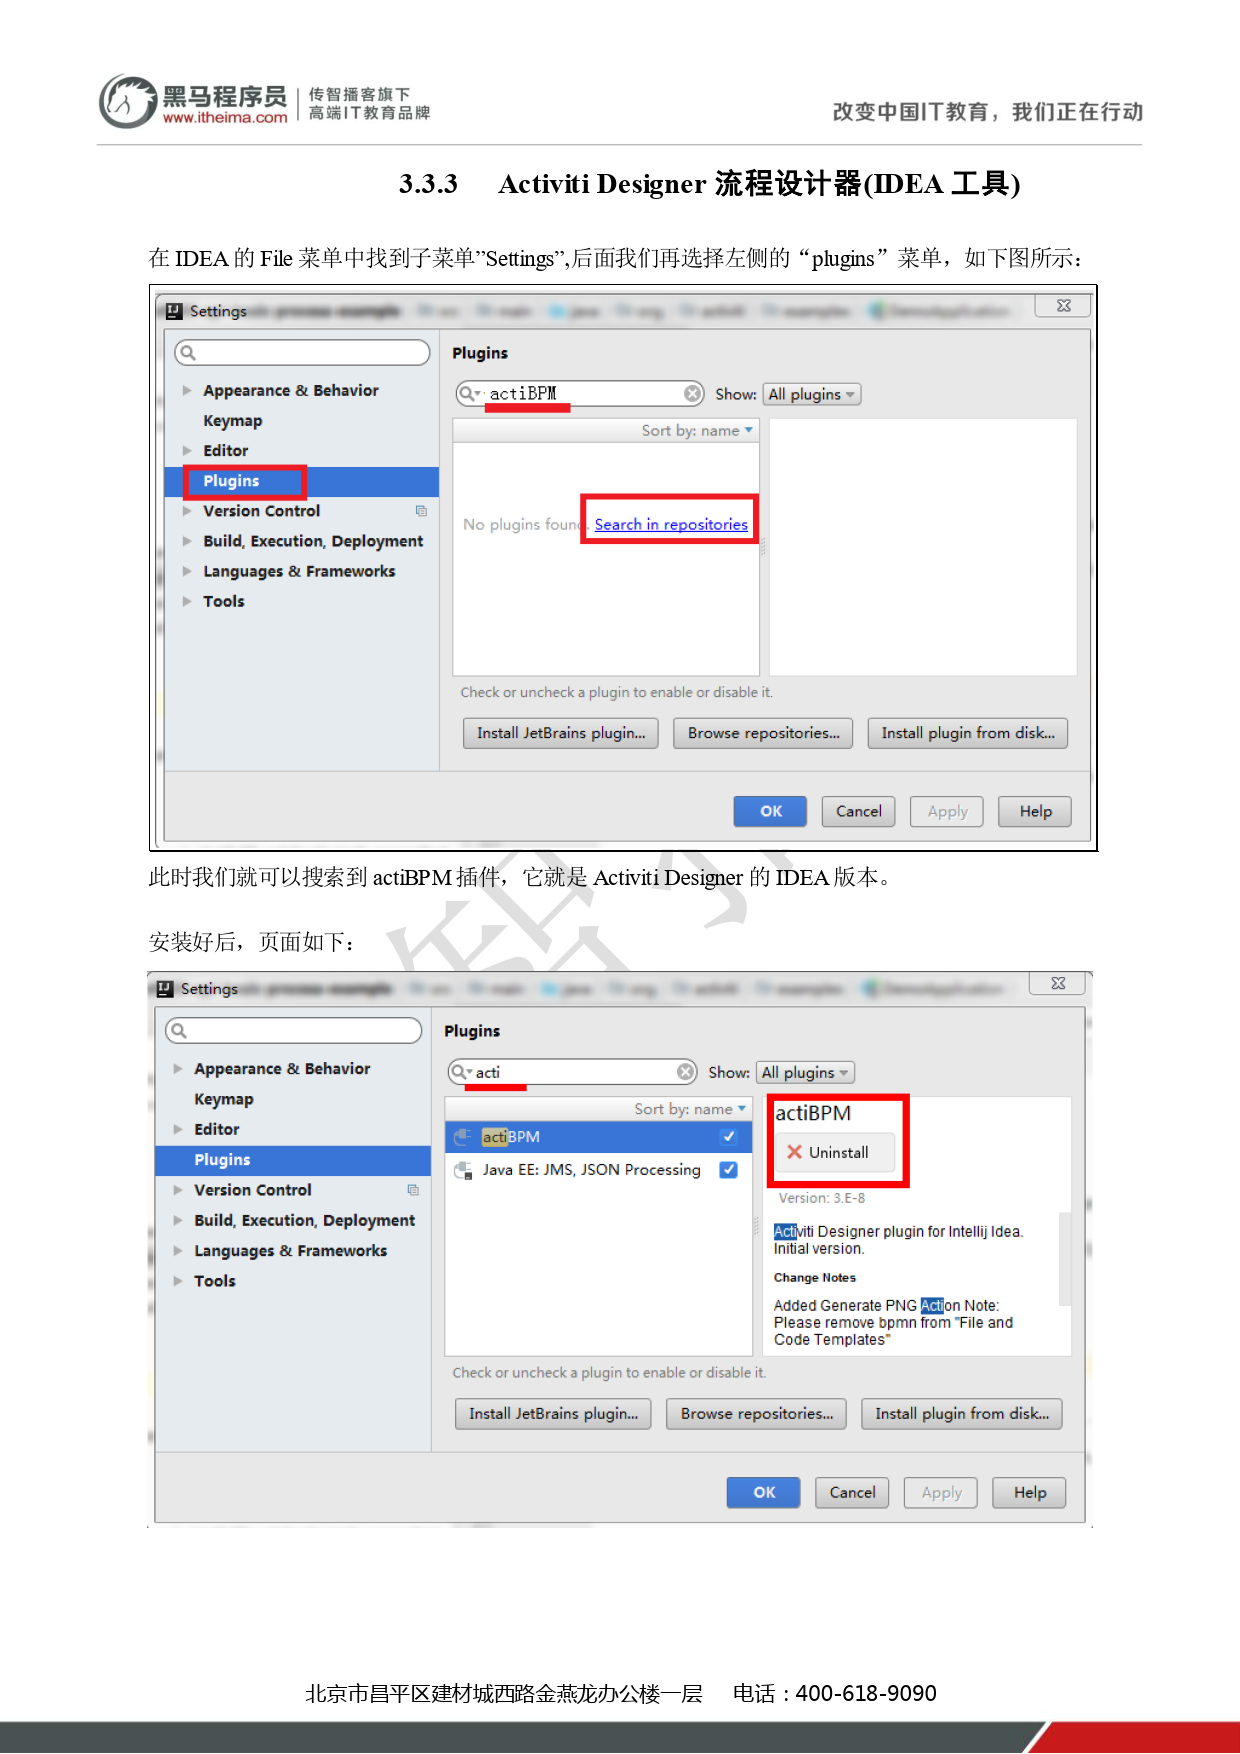 黑马程序员
www.itheima.com
传智播客旗下
高端IT教育品牌
改变中国IT教育，我们正在行动
3.3.3 Activiti Designer 流程设计器(IDEA 工具)
在 IDEA 的 File 菜单中找到子菜单”Settings”,后面我们再选择左侧的“plugins”菜单，如下图所示：
Settings
Plugins
actiBPM
Show: All plugins
Appearance & Behavior
Keymap
Editor
Plugins
Version Control
Build, Execution, Deployment
Languages & Frameworks
Tools
Sort by: name
No plugins found. Search in repositories
Check or uncheck a plugin to enable or disable it.
Install JetBrains plugin...
Browse repositories...
Install plugin from disk...
OK
Cancel
Apply
Help
此时我们就可以搜索到 actiBPM 插件，它就是 Activiti Designer 的 IDEA 版本。
安装好后，页面如下：
Settings
Plugins
acti
Show: All plugins
Appearance & Behavior
Keymap
Editor
Plugins
Version Control
Build, Execution, Deployment
Languages & Frameworks
Tools
Sort by: name
actiBPM
Java EE: JMS, JSON Processing
actiBPM
Uninstall
Version: 3.E-8
Activiti Designer plugin for Intellij Idea.
Initial version.
Change Notes
Added Generate PNG Action Note:
Please remove bpmn from "File and
Code Templates"
Check or uncheck a plugin to enable or disable it.
Install JetBrains plugin...
Browse repositories...
Install plugin from disk...
OK
Cancel
Apply
Help
北京市昌平区建材城西路金燕龙办公楼一层 电话：400-618-9090